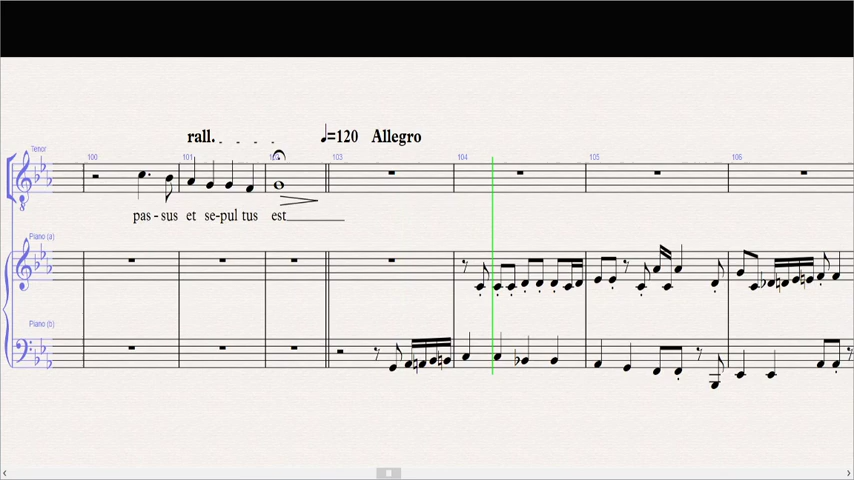 rall.
♩=120 Allegro
Tenor
100 101 103 104 105 106
8
pas - sus et se-pul tus est
Piano (a)
Piano (b)